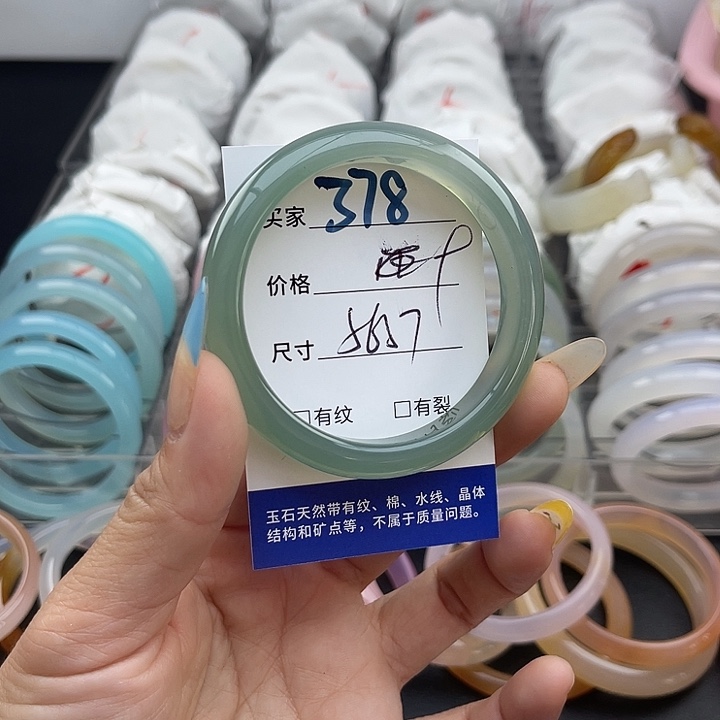 买家 378
价格
尺寸
□有纹 □有裂
玉石天然带有纹、棉、水线、晶体
结构和矿点等，不属于质量问题。